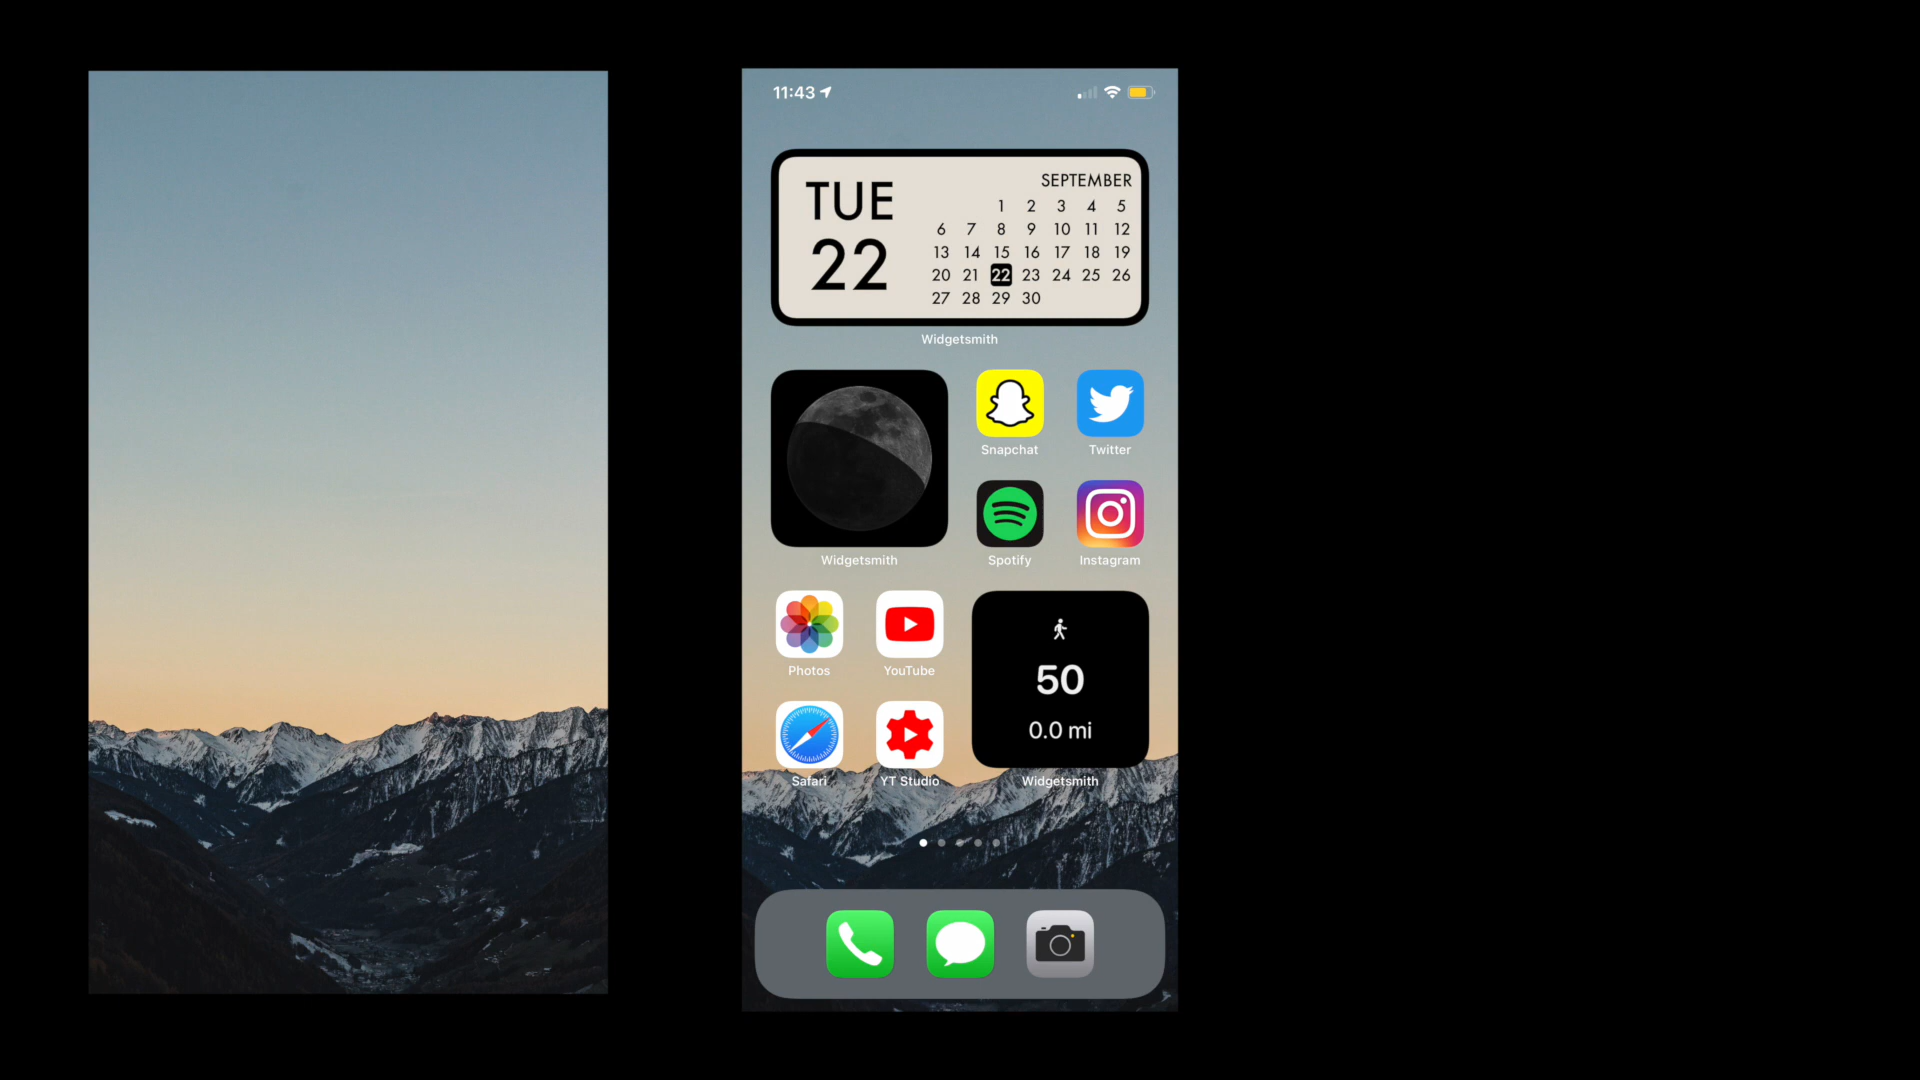 11:43
TUE
22
SEPTEMBER
1 2 3 4 5
6 7 8 9 10 11 12
13 14 15 16 17 18 19
20 21 22 23 24 25 26
27 28 29 30
Widgetsmith
Snapchat Twitter
Widgetsmith Spotify Instagram
50
0.0 mi
Photos YouTube
Safari YT Studio Widgetsmith